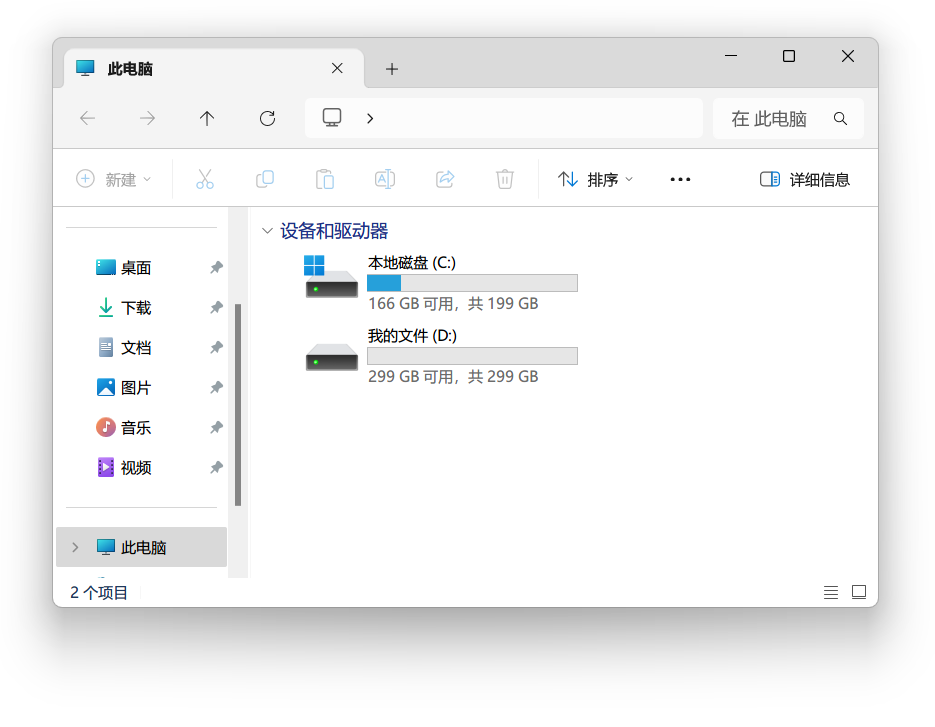 此电脑
在 此电脑
新建
排序
详细信息
设备和驱动器
本地磁盘 (C:)
166 GB 可用，共 199 GB
我的文件 (D:)
299 GB 可用，共 299 GB
桌面
下载
文档
图片
音乐
视频
此电脑
2 个项目